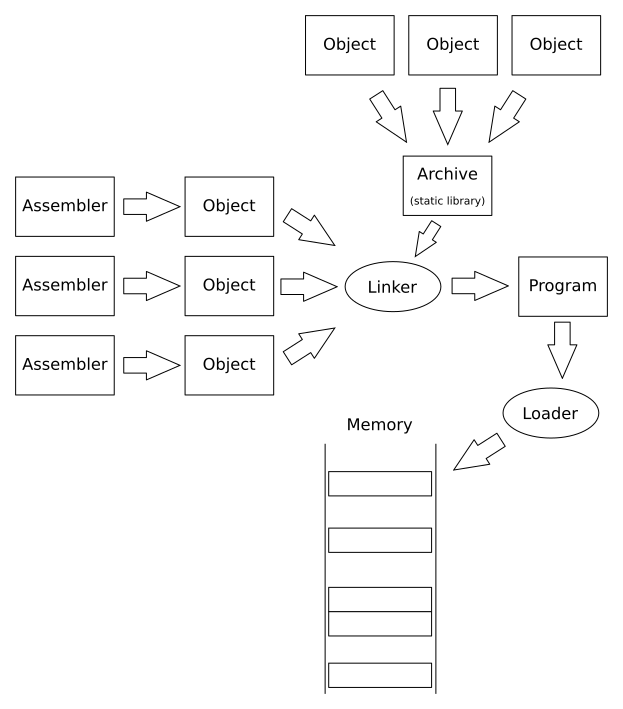 Object
Object
Object
Archive
(static library)
Assembler
Object
Assembler
Object
Linker
Program
Assembler
Object
Loader
Memory